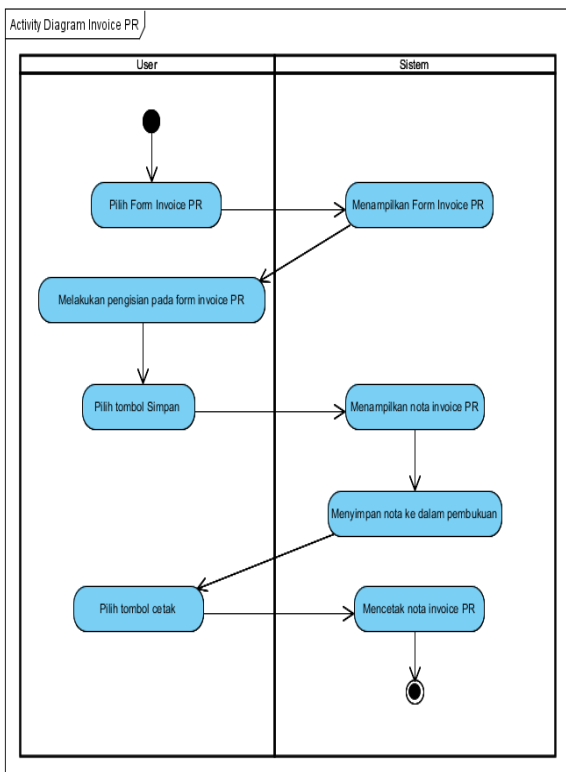 Activity Diagram Invoice PR
User
Sistem
Pilih Form Invoice PR
Menampilkan Form Invoice PR
Melakukan pengisian pada form invoice PR
Pilih tombol Simpan
Menampilkan nota invoice PR
Menyimpan nota ke dalam pembukuan
Pilih tombol cetak
Mencetak nota invoice PR